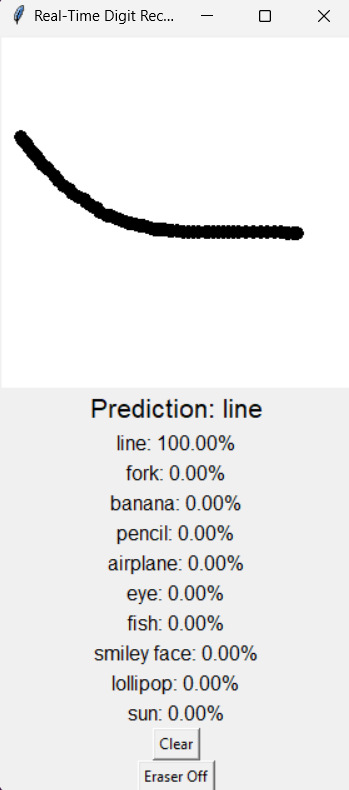 Real-Time Digit Rec...
Prediction: line
line: 100.00%
fork: 0.00%
banana: 0.00%
pencil: 0.00%
airplane: 0.00%
eye: 0.00%
fish: 0.00%
smiley face: 0.00%
lollipop: 0.00%
sun: 0.00%
Clear
Eraser Off